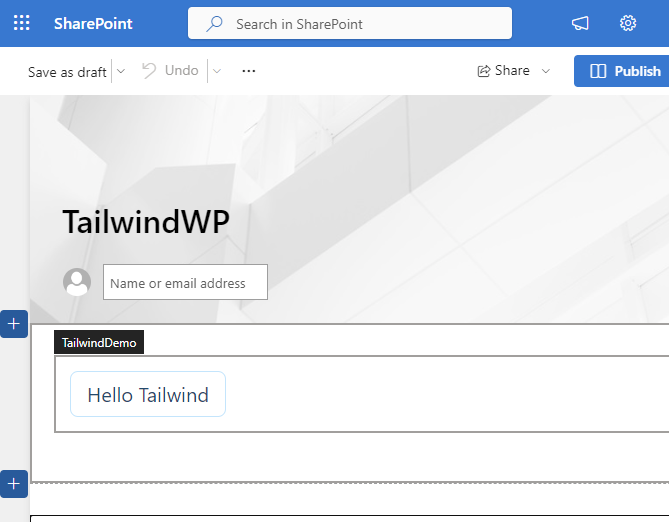 SharePoint
Search in SharePoint
Save as draft
Undo
Share
Publish
TailwindWP
Name or email address
TailwindDemo
Hello Tailwind